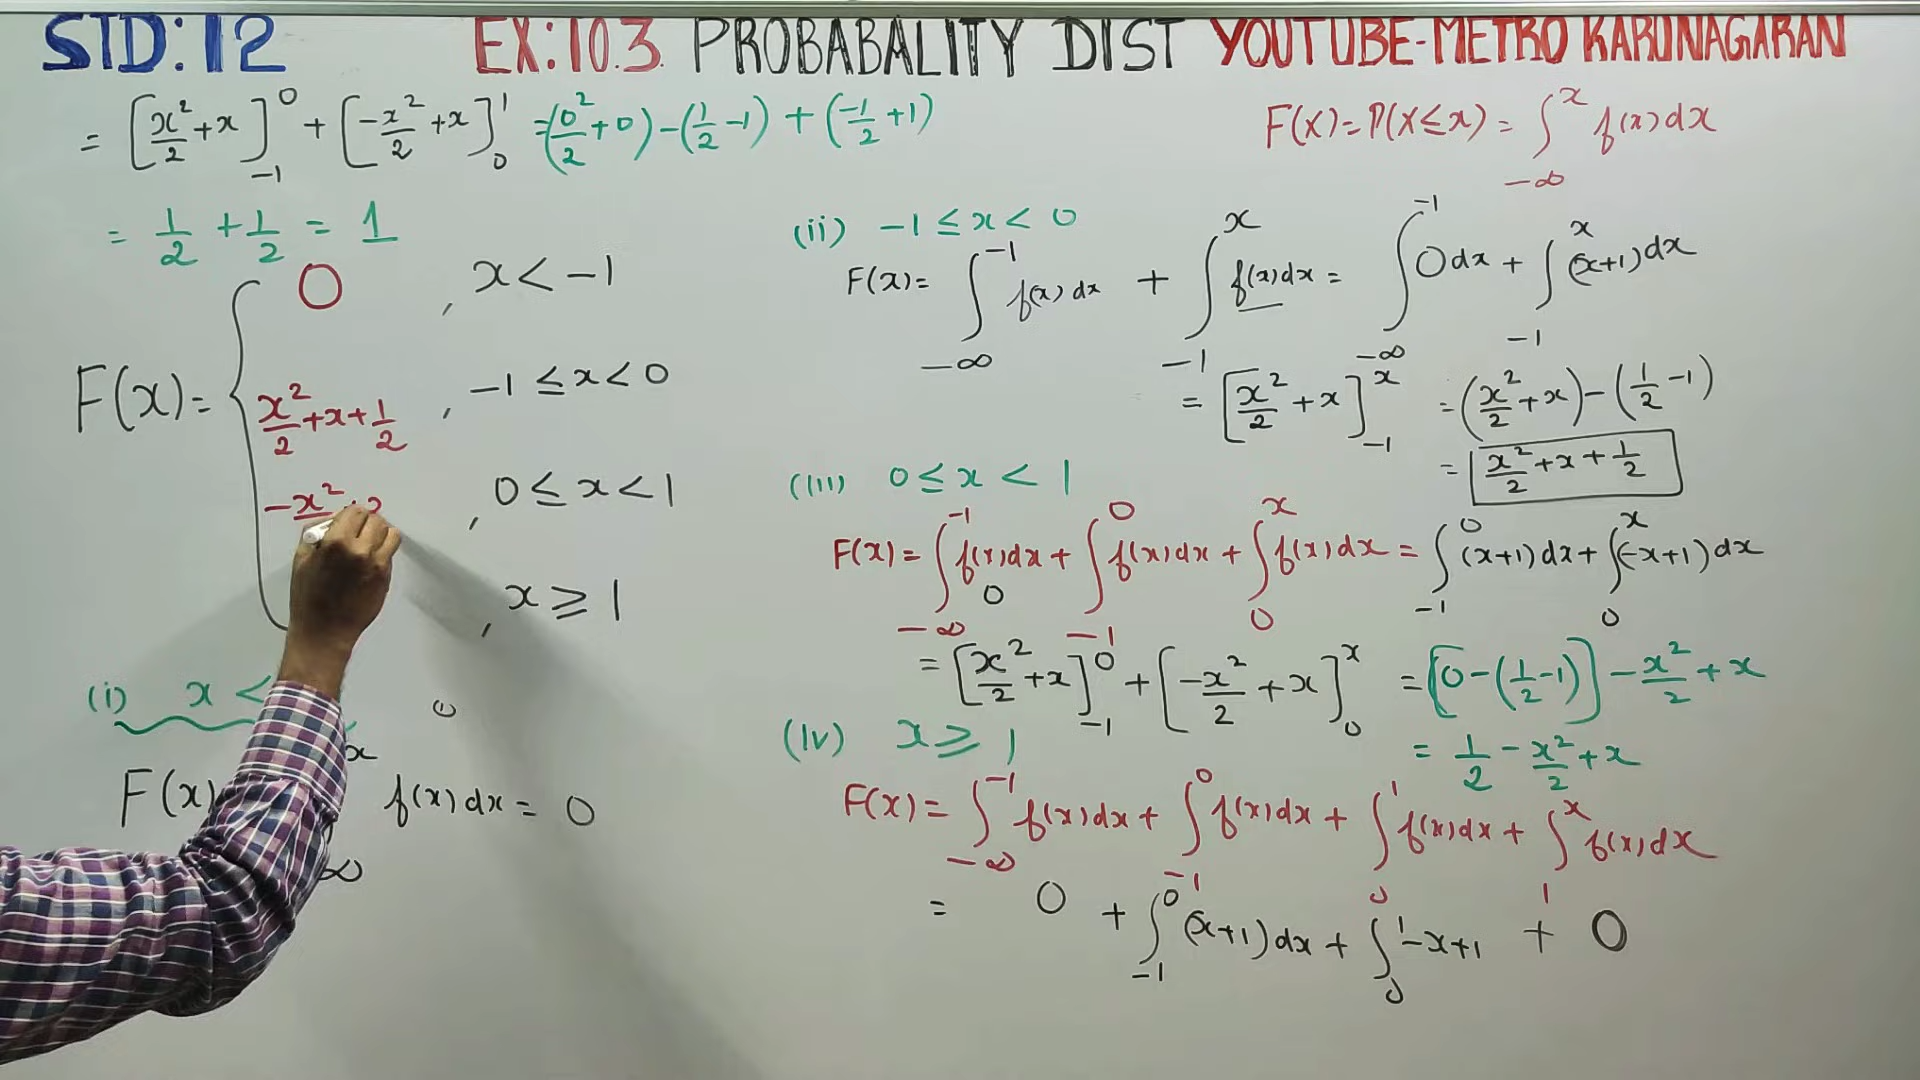 STD:12 EX:10.3. PROBABALITY DIST YOUTUBE-METRO KARUNAGARAN
= [x²/2 + x]₋₁⁰ + [-x²/2 + x]₀¹ = (0²/2 + 0) - (1/2 - 1) + (-1/2 + 1)
= 1/2 + 1/2 = 1
F(x) = P(X ≤ x) = ∫₋∞ˣ f(x) dx
F(x) = {
0 , x < -1
x²/2 + x + 1/2 , -1 ≤ x < 0
-x²/2 , 0 ≤ x < 1
, x ≥ 1
(i) x <
F(x) f(x) dx = 0
x
∞
(ii) -1 ≤ x < 0
F(x) = ∫₋∞⁻¹ f(x) dx + ∫₋₁ˣ f(x) dx = ∫₋∞⁻¹ 0 dx + ∫₋₁ˣ (x+1) dx
= [x²/2 + x]₋₁ˣ = (x²/2 + x) - (1/2 - 1)
= x²/2 + x + 1/2
(iii) 0 ≤ x < 1
F(x) = ∫₋∞⁻¹ f(x) dx + ∫₋₁⁰ f(x) dx + ∫₀ˣ f(x) dx = ∫₋₁⁰ (x+1) dx + ∫₀ˣ (-x+1) dx
0
= [x²/2 + x]₋₁⁰ + [-x²/2 + x]₀ˣ = [0 - (1/2 - 1)] - x²/2 + x
= 1/2 - x²/2 + x
(iv) x ≥ 1
F(x) = ∫₋∞⁻¹ f(x) dx + ∫₋₁⁰ f(x) dx + ∫₀¹ f(x) dx + ∫₁ˣ f(x) dx
= 0 + ∫₋₁⁰ (x+1) dx + ∫₀¹ -x+1 + 0